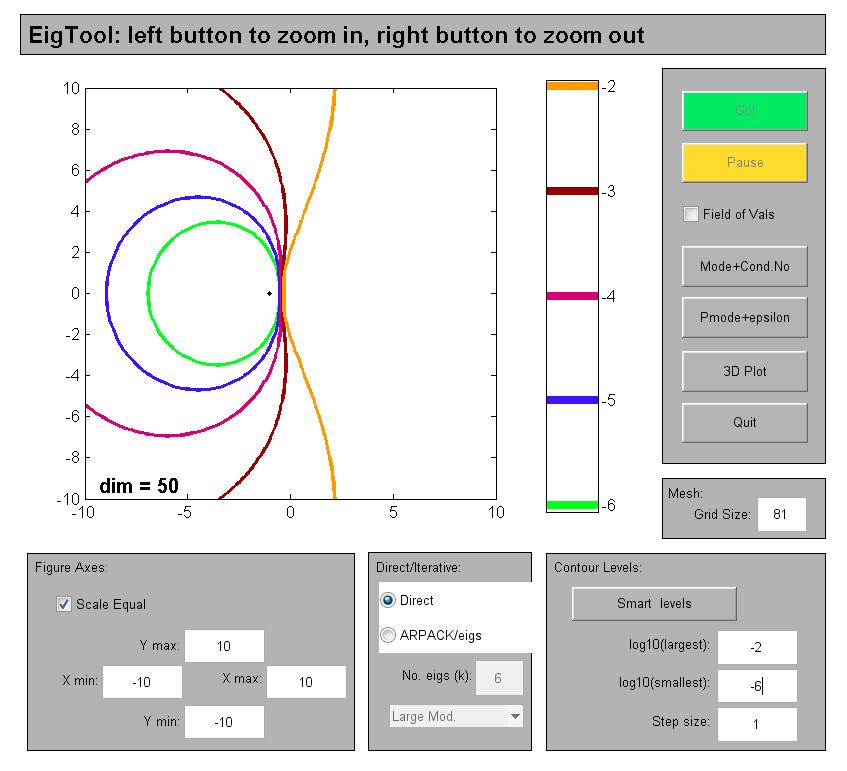 EigTool: left button to zoom in, right button to zoom out
10
8
6
4
2
0
-2
-4
-6
-8
-10
-10
-5
0
5
10
dim = 50
-2
-3
-4
-5
-6
Go!
Pause
Field of Vals
Mode+Cond.No
Pmode+epsilon
3D Plot
Quit
Mesh:
Grid Size: 81
Figure Axes:
Scale Equal
Y max: 10
X min: -10 X max: 10
Y min: -10
Direct/Iterative:
Direct
ARPACK/eigs
No. eigs (k): 6
Large Mod.
Contour Levels:
Smart levels
log10(largest): -2
log10(smallest): -6
Step size: 1